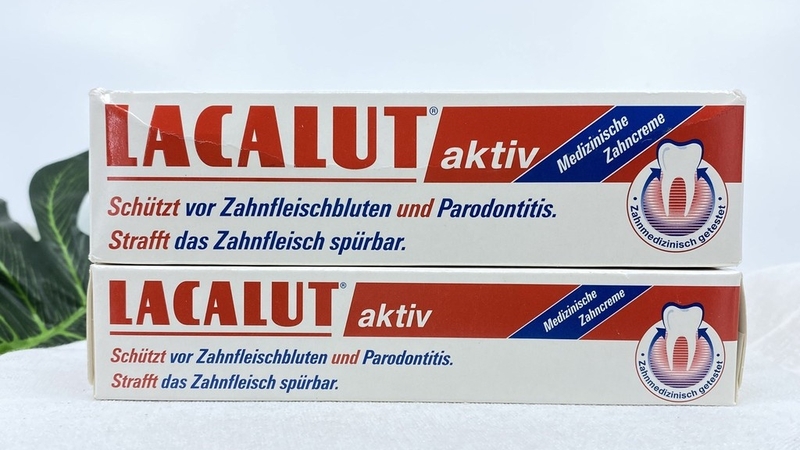 LACALUT® aktiv
Medizinische
Zahncreme
Schützt vor Zahnfleischbluten und Parodontitis.
Strafft das Zahnfleisch spürbar.
· Zahnmedizinisch getestet ·
LACALUT® aktiv
Medizinische
Zahncreme
Schützt vor Zahnfleischbluten und Parodontitis.
Strafft das Zahnfleisch spürbar.
· Zahnmedizinisch getestet ·